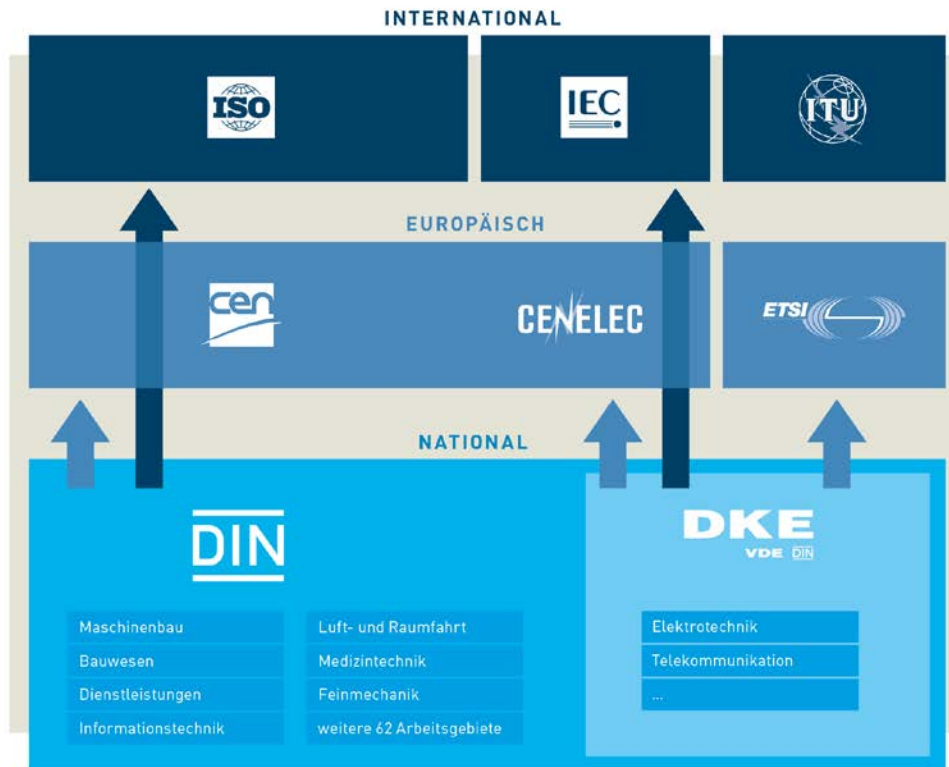 INTERNATIONAL
ISO
IEC
ITU
EUROPÄISCH
cen
CENELEC
ETSI
NATIONAL
DIN
DKE
VDE DIN
Maschinenbau
Bauwesen
Dienstleistungen
Informationstechnik
Luft- und Raumfahrt
Medizintechnik
Feinmechanik
weitere 62 Arbeitsgebiete
Elektrotechnik
Telekommunikation
...